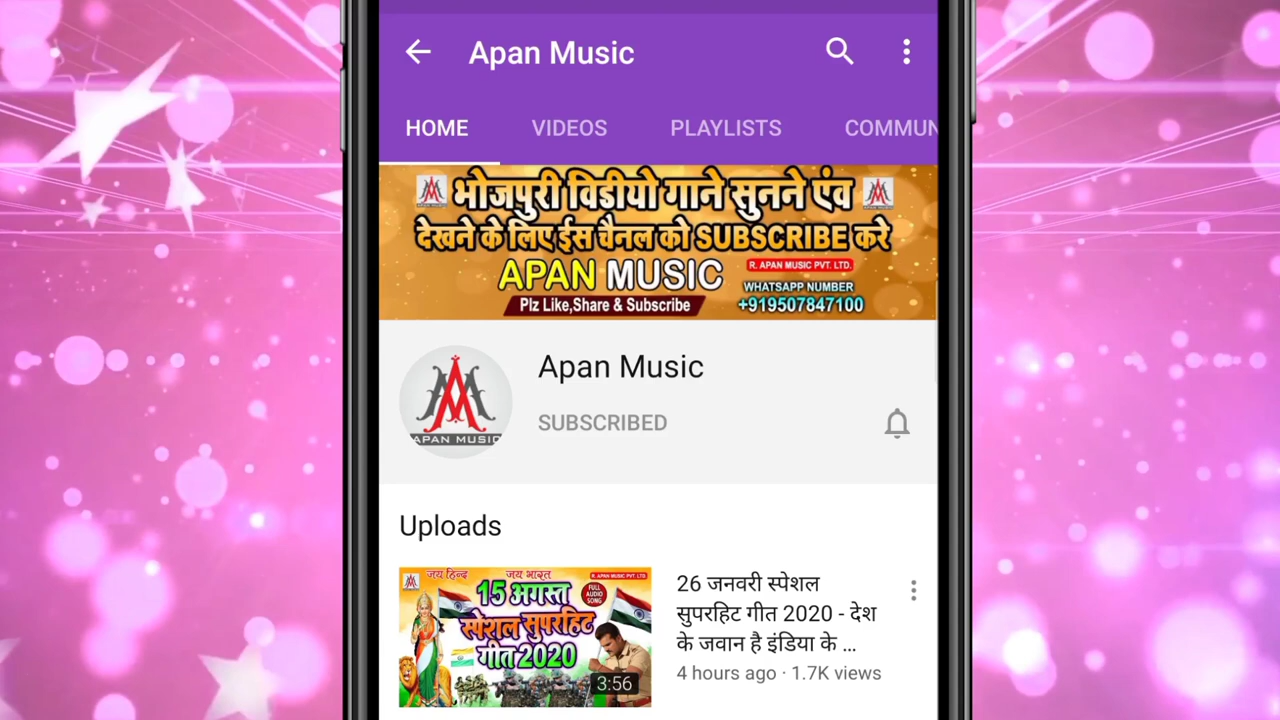 Apan Music
HOME VIDEOS PLAYLISTS COMMUN
भोजपुरी विडीयो गाने सुनने एंव
देखने के लिए ईस चैनल को SUBSCRIBE करे
APAN MUSIC
R. APAN MUSIC PVT. LTD.
WHATSAPP NUMBER
Plz Like,Share & Subscribe
+919507847100
Apan Music
SUBSCRIBED
APAN MUSIC
Uploads
जय हिन्द जय भारत
R. APAN MUSIC PVT. LTD
15 अगस्त
FULL
AUDIO
SONG
स्पेशल सुपरहिट
गीत 2020
3:56
26 जनवरी स्पेशल
सुपरहिट गीत 2020 - देश
के जवान है इंडिया के ...
4 hours ago · 1.7K views